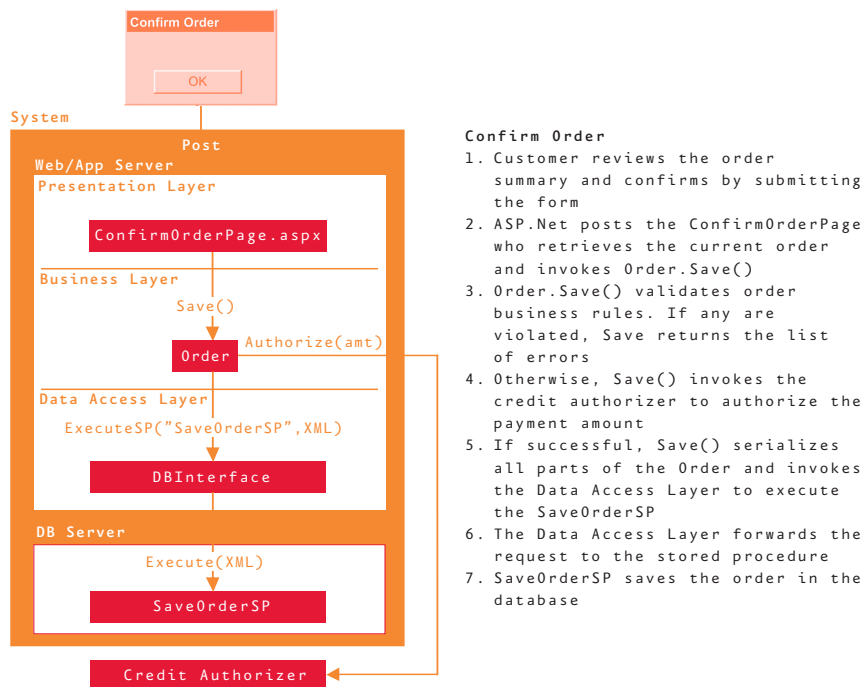 Confirm Order
OK
System
Post
Web/App Server
Presentation Layer
ConfirmOrderPage.aspx
Business Layer
Save()
Authorize(amt)
Order
Data Access Layer
ExecuteSP(”SaveOrderSP”,XML)
DBInterface
DB Server
Execute(XML)
SaveOrderSP
Credit Authorizer
Confirm Order
1. Customer reviews the order
summary and confirms by submitting
the form
2. ASP.Net posts the ConfirmOrderPage
who retrieves the current order
and invokes Order.Save()
3. Order.Save() validates order
business rules. If any are
violated, Save returns the list
of errors
4. Otherwise, Save() invokes the
credit authorizer to authorize the
payment amount
5. If successful, Save() serializes
all parts of the Order and invokes
the Data Access Layer to execute
the SaveOrderSP
6. The Data Access Layer forwards the
request to the stored procedure
7. SaveOrderSP saves the order in the
database